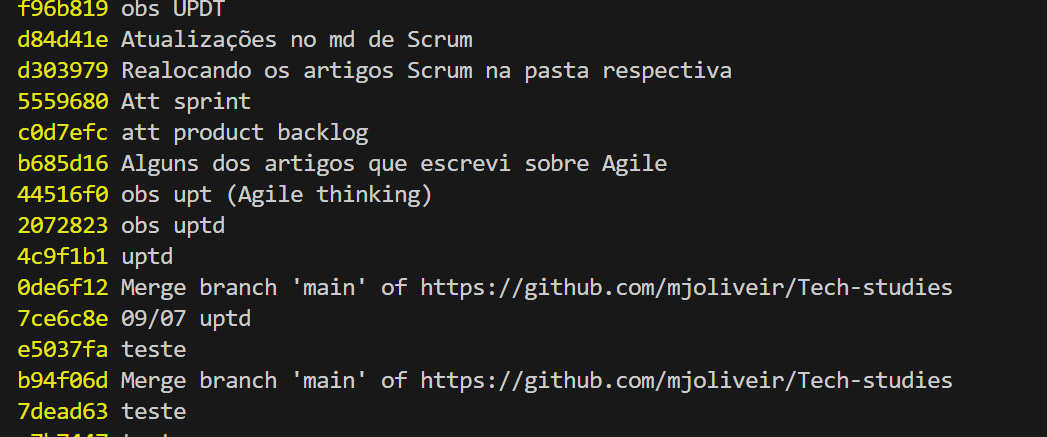 f96b819 obs UPDT
d84d41e Atualizações no md de Scrum
d303979 Realocando os artigos Scrum na pasta respectiva
5559680 Att sprint
c0d7efc att product backlog
b685d16 Alguns dos artigos que escrevi sobre Agile
44516f0 obs upt (Agile thinking)
2072823 obs uptd
4c9f1b1 uptd
0de6f12 Merge branch 'main' of https://github.com/mjoliveir/Tech-studies
7ce6c8e 09/07 uptd
e5037fa teste
b94f06d Merge branch 'main' of https://github.com/mjoliveir/Tech-studies
7dead63 teste